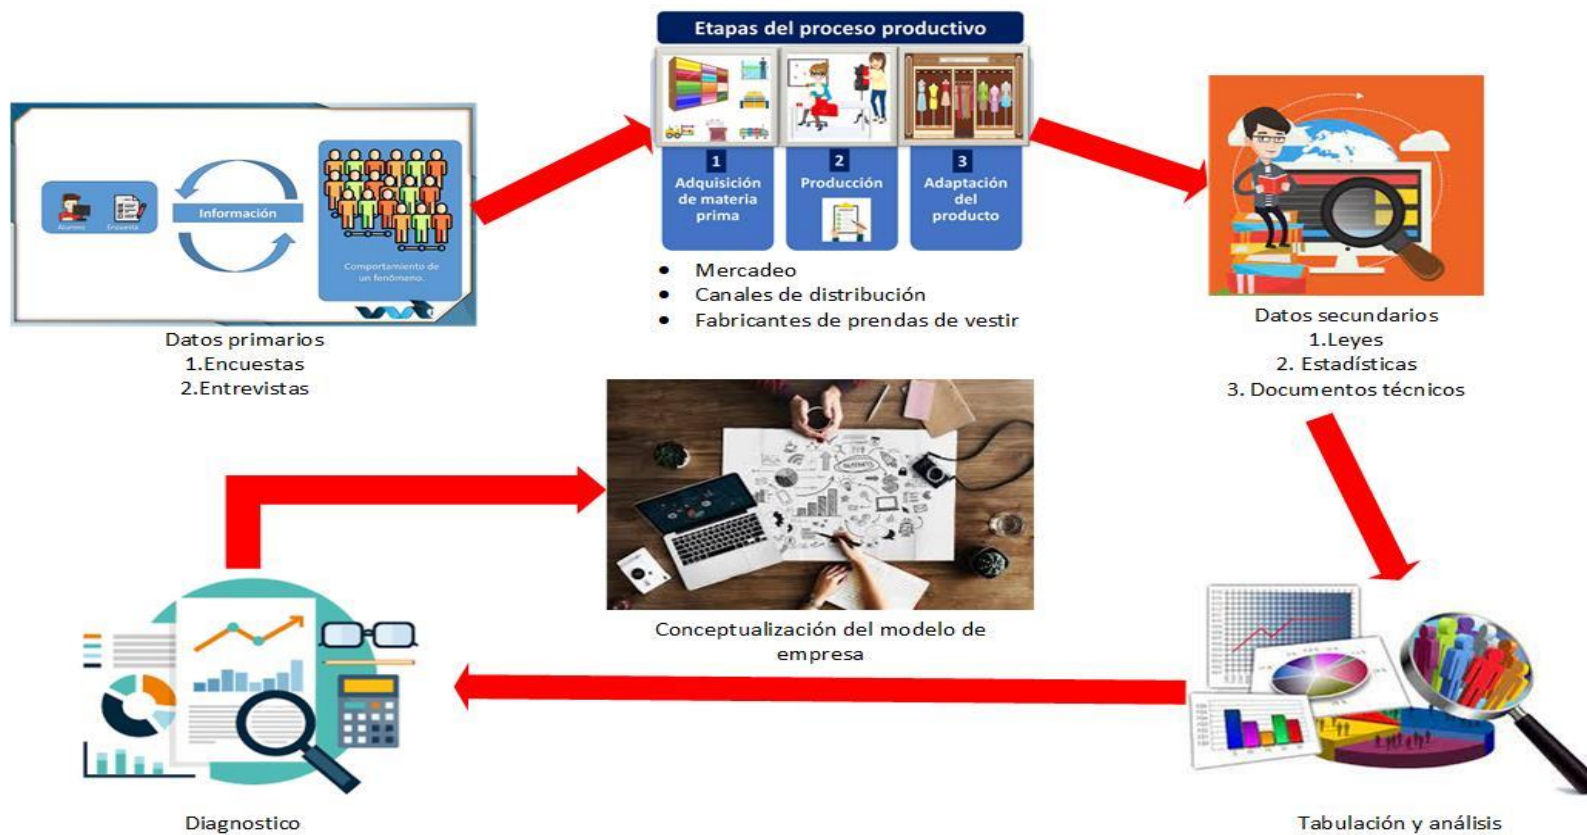 Etapas del proceso productivo
1
Adquisición
de materia
prima
2
Producción
3
Adaptación
del
producto
Alumno
Encuesta
Información
Comportamiento de
un fenómeno.
Datos primarios
1.Encuestas
2.Entrevistas
• Mercadeo
• Canales de distribución
• Fabricantes de prendas de vestir
Datos secundarios
1.Leyes
2. Estadísticas
3. Documentos técnicos
Conceptualización del modelo de
empresa
Diagnostico
Tabulación y análisis